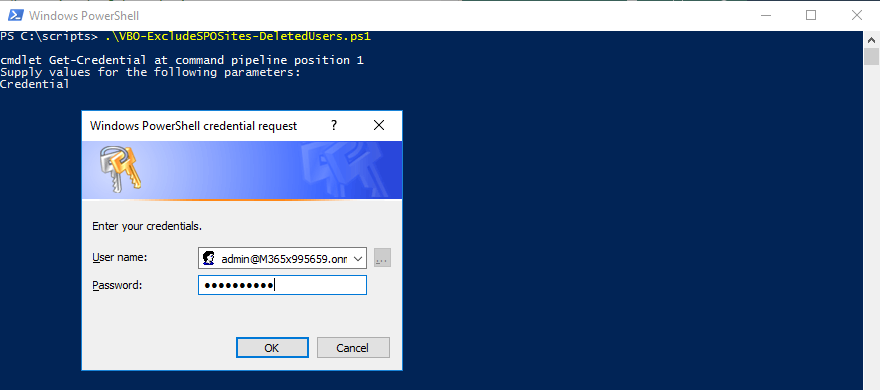 Windows PowerShell
PS C:\scripts> .\VBO-ExcludeSPOSites-DeletedUsers.ps1
cmdlet Get-Credential at command pipeline position 1
Supply values for the following parameters:
Credential
Windows PowerShell credential request ?
Enter your credentials.
User name: admin@M365x995659.onm
Password: ●●●●●●●●●●
OK Cancel